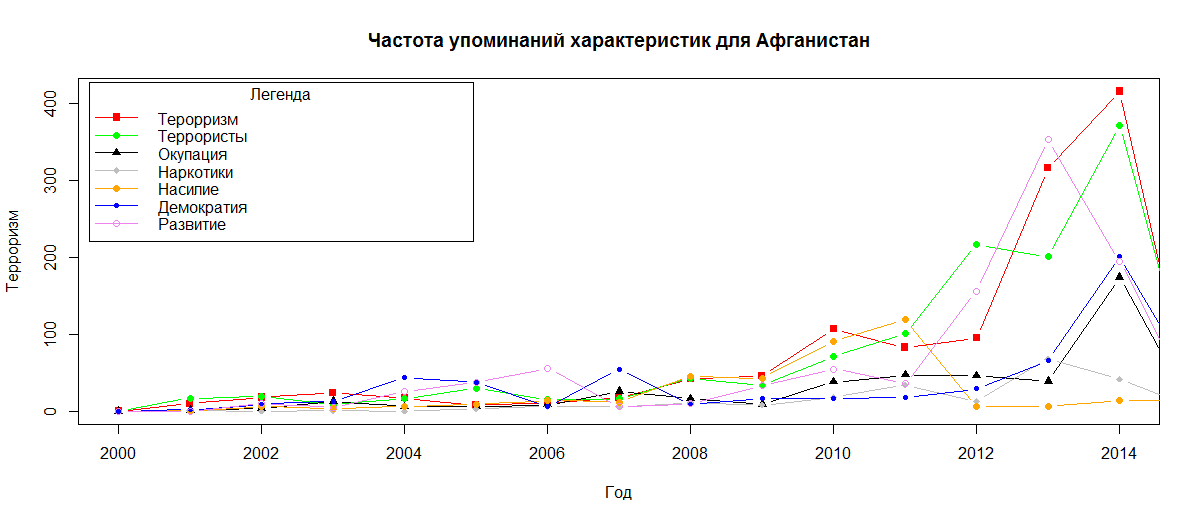 Частота упоминаний характеристик для Афганистан
Легенда
Терорризм
Террористы
Окупация
Наркотики
Насилие
Демократия
Развитие
Терроризм
400
300
200
100
0
2000 2002 2004 2006 2008 2010 2012 2014
Год